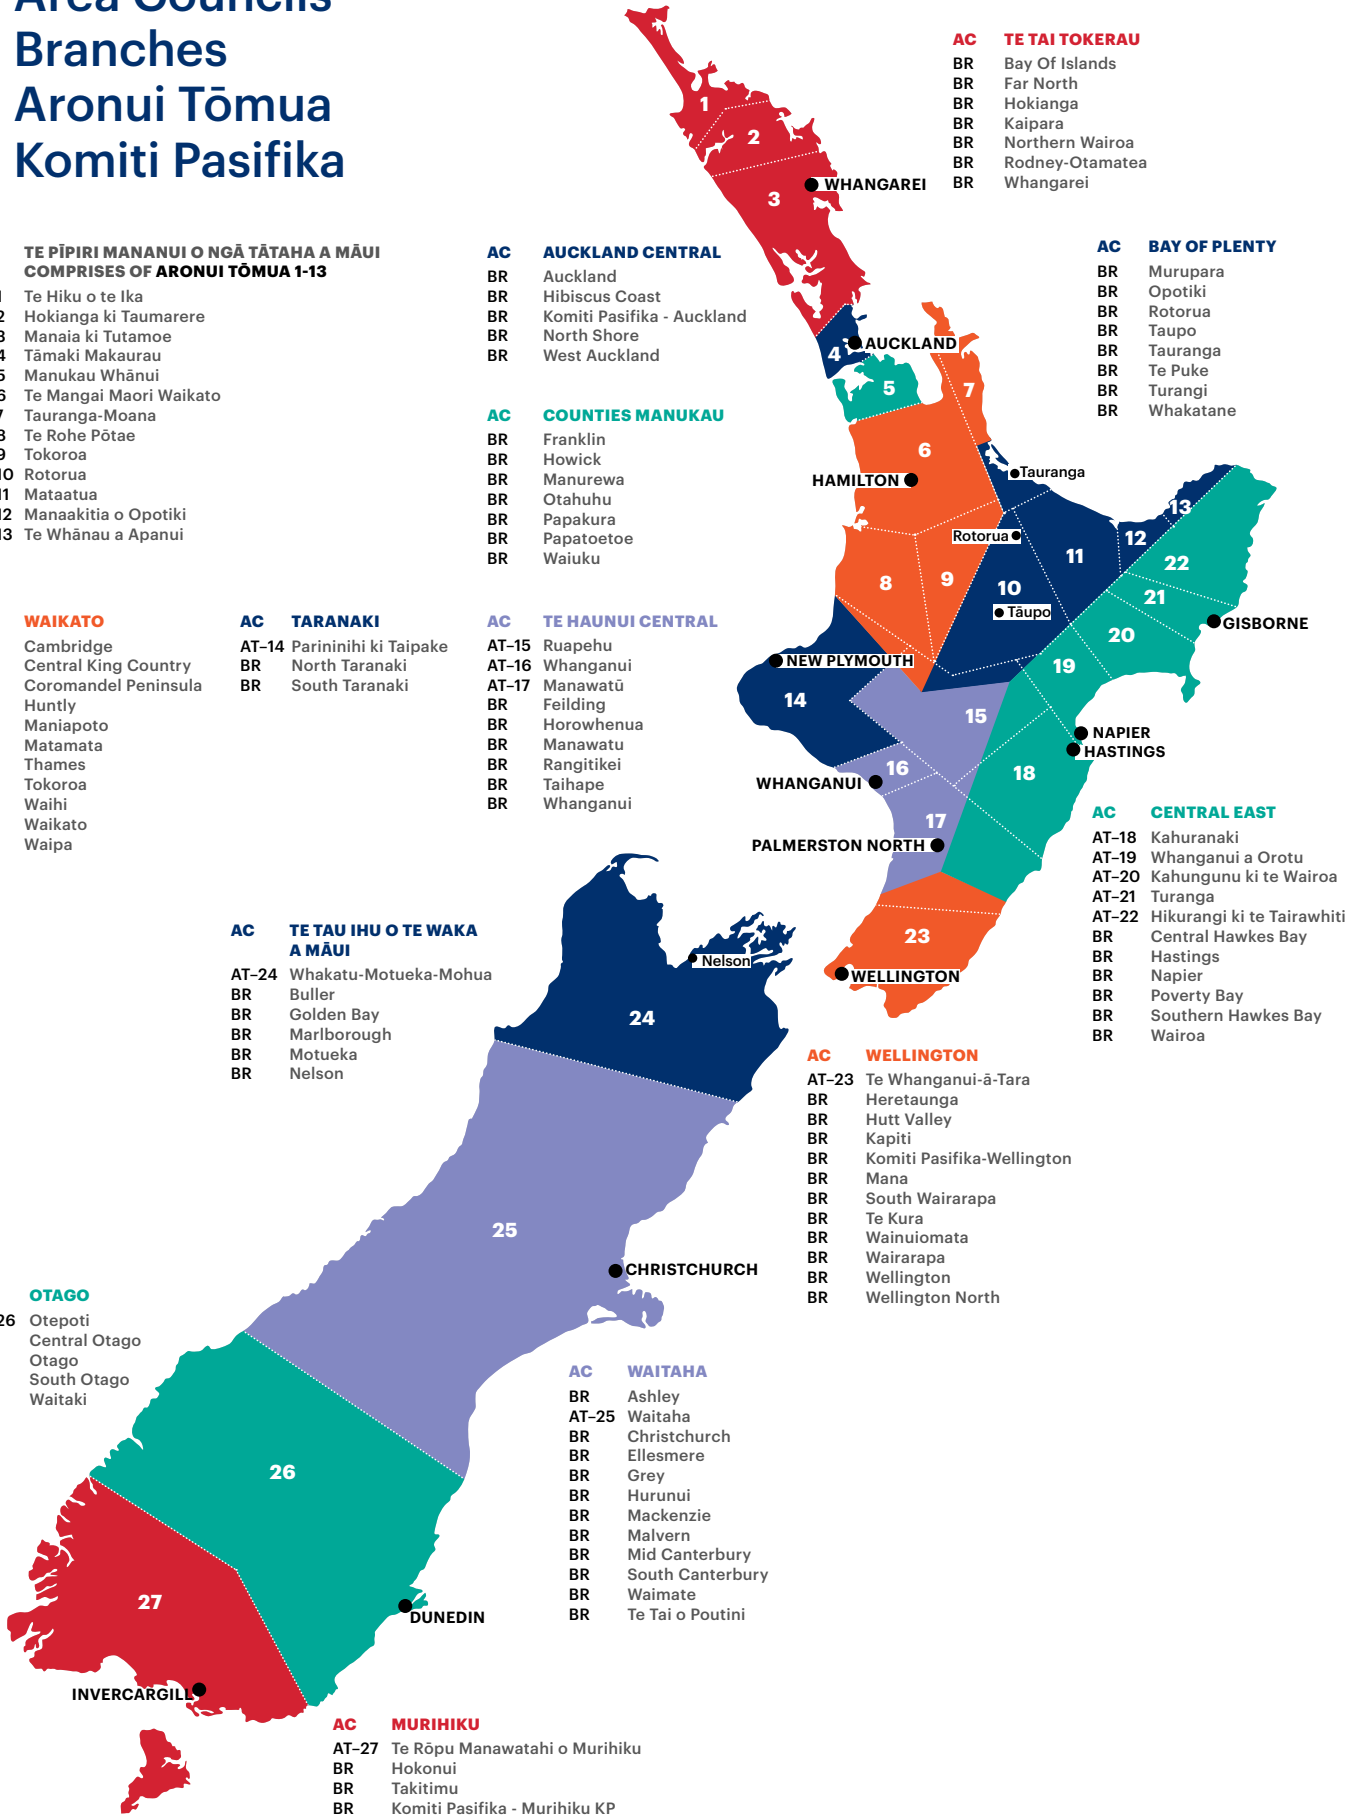 Area Councils
Branches
Aronui Tōmua
Komiti Pasifika
AC TE TAI TOKERAU
BR Bay Of Islands
BR Far North
BR Hokianga
BR Kaipara
BR Northern Wairoa
BR Rodney-Otamatea
BR Whangarei
TE PĪPIRI MANANUI O NGĀ TĀTAHA A MĀUI
COMPRISES OF ARONUI TŌMUA 1-13
1 Te Hiku o te Ika
2 Hokianga ki Taumarere
3 Manaia ki Tutamoe
4 Tāmaki Makaurau
5 Manukau Whānui
6 Te Mangai Maori Waikato
7 Tauranga-Moana
8 Te Rohe Pōtae
9 Tokoroa
10 Rotorua
11 Mataatua
12 Manaakitia o Opotiki
13 Te Whānau a Apanui
AC AUCKLAND CENTRAL
BR Auckland
BR Hibiscus Coast
BR Komiti Pasifika - Auckland
BR North Shore
BR West Auckland
AC COUNTIES MANUKAU
BR Franklin
BR Howick
BR Manurewa
BR Otahuhu
BR Papakura
BR Papatoetoe
BR Waiuku
AC BAY OF PLENTY
BR Murupara
BR Opotiki
BR Rotorua
BR Taupo
BR Tauranga
BR Te Puke
BR Turangi
BR Whakatane
WAIKATO
Cambridge
Central King Country
Coromandel Peninsula
Huntly
Maniapoto
Matamata
Thames
Tokoroa
Waihi
Waikato
Waipa
AC TARANAKI
AT–14 Parininihi ki Taipake
BR North Taranaki
BR South Taranaki
AC TE HAUNUI CENTRAL
AT–15 Ruapehu
AT–16 Whanganui
AT–17 Manawatū
BR Feilding
BR Horowhenua
BR Manawatu
BR Rangitikei
BR Taihape
BR Whanganui
AC CENTRAL EAST
AT–18 Kahuranaki
AT–19 Whanganui a Orotu
AT–20 Kahungunu ki te Wairoa
AT–21 Turanga
AT–22 Hikurangi ki te Tairawhiti
BR Central Hawkes Bay
BR Hastings
BR Napier
BR Poverty Bay
BR Southern Hawkes Bay
BR Wairoa
AC TE TAU IHU O TE WAKA
A MĀUI
AT–24 Whakatu-Motueka-Mohua
BR Buller
BR Golden Bay
BR Marlborough
BR Motueka
BR Nelson
AC WELLINGTON
AT–23 Te Whanganui-ā-Tara
BR Heretaunga
BR Hutt Valley
BR Kapiti
BR Komiti Pasifika-Wellington
BR Mana
BR South Wairarapa
BR Te Kura
BR Wainuiomata
BR Wairarapa
BR Wellington
BR Wellington North
OTAGO
26 Otepoti
Central Otago
Otago
South Otago
Waitaki
AC WAITAHA
BR Ashley
AT–25 Waitaha
BR Christchurch
BR Ellesmere
BR Grey
BR Hurunui
BR Mackenzie
BR Malvern
BR Mid Canterbury
BR South Canterbury
BR Waimate
BR Te Tai o Poutini
AC MURIHIKU
AT–27 Te Rōpu Manawatahi o Murihiku
BR Hokonui
BR Takitimu
BR Komiti Pasifika - Murihiku KP
1
2
3
WHANGAREI
4
AUCKLAND
5
7
6
HAMILTON
Tauranga
13
Rotorua
12
11
22
8
9
10
21
Tāupo
20
GISBORNE
NEW PLYMOUTH
19
14
15
NAPIER
HASTINGS
16
18
WHANGANUI
17
PALMERSTON NORTH
23
Nelson
WELLINGTON
24
25
CHRISTCHURCH
26
27
DUNEDIN
INVERCARGILL